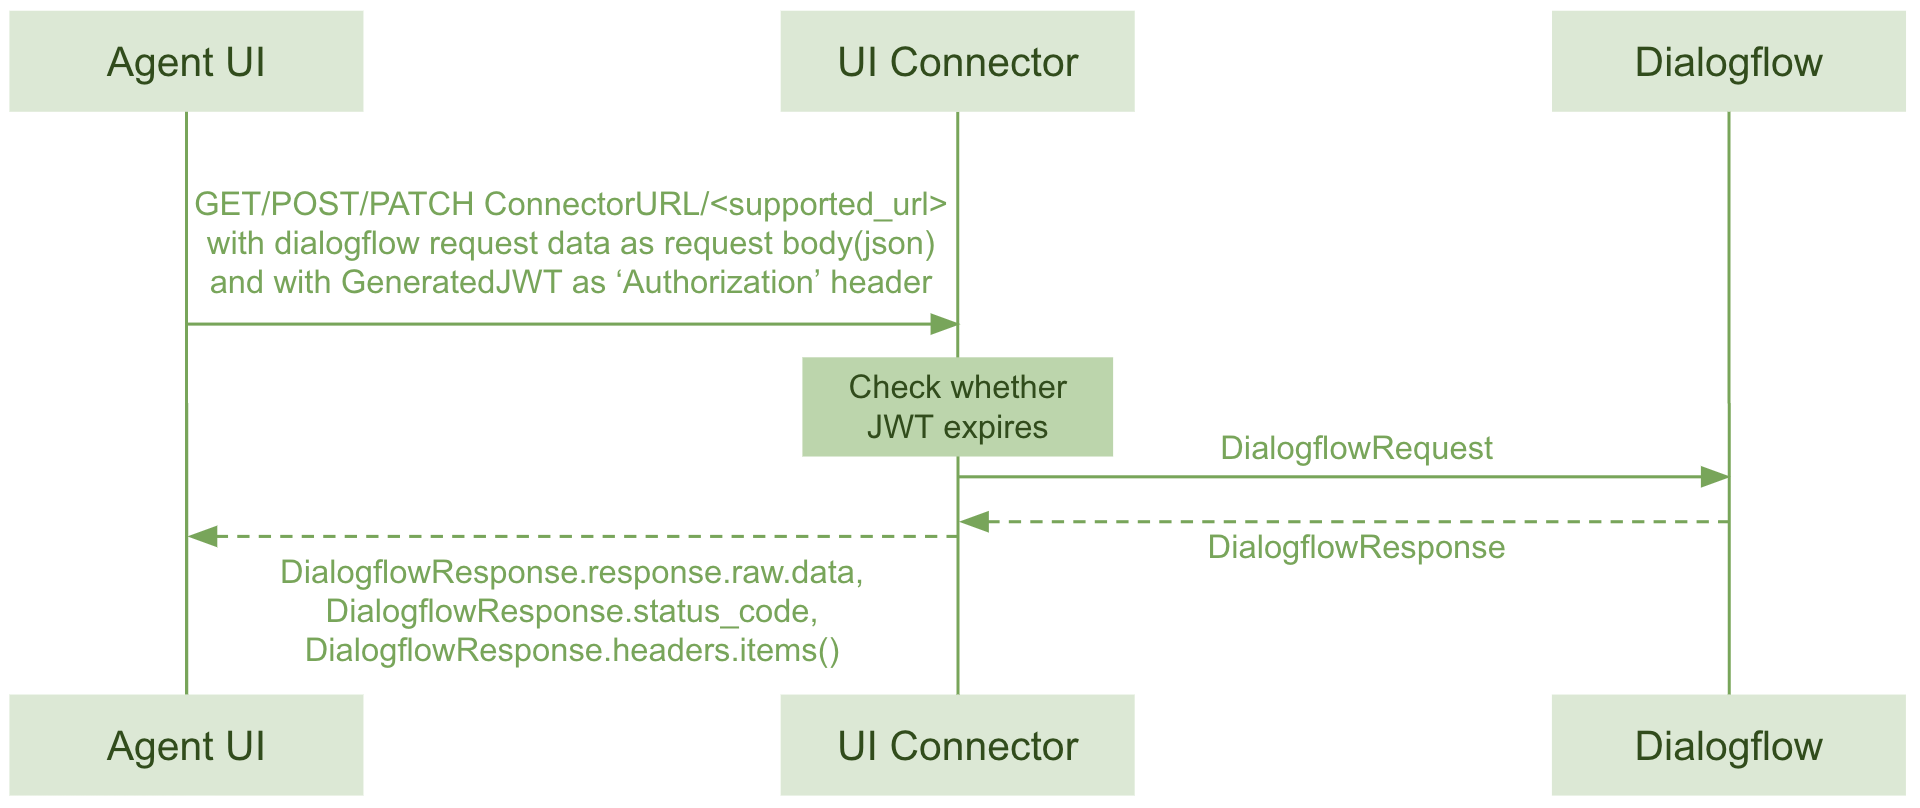 Agent UI
UI Connector
Dialogflow
GET/POST/PATCH ConnectorURL/<supported_url>
with dialogflow request data as request body(json)
and with GeneratedJWT as ‘Authorization’ header
Check whether
JWT expires
DialogflowRequest
DialogflowResponse
DialogflowResponse.response.raw.data,
DialogflowResponse.status_code,
DialogflowResponse.headers.items()
Agent UI
UI Connector
Dialogflow